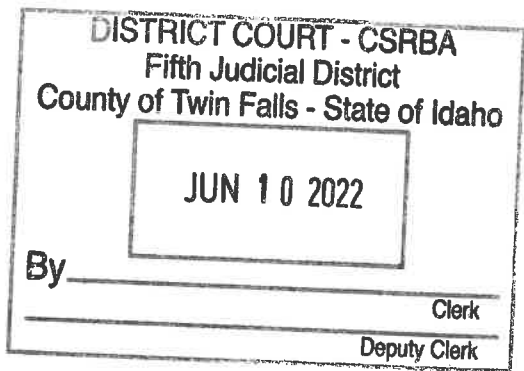 DISTRICT COURT - CSRBA
Fifth Judicial District
County of Twin Falls - State of Idaho
JUN 10 2022
By
Clerk
Deputy Clerk